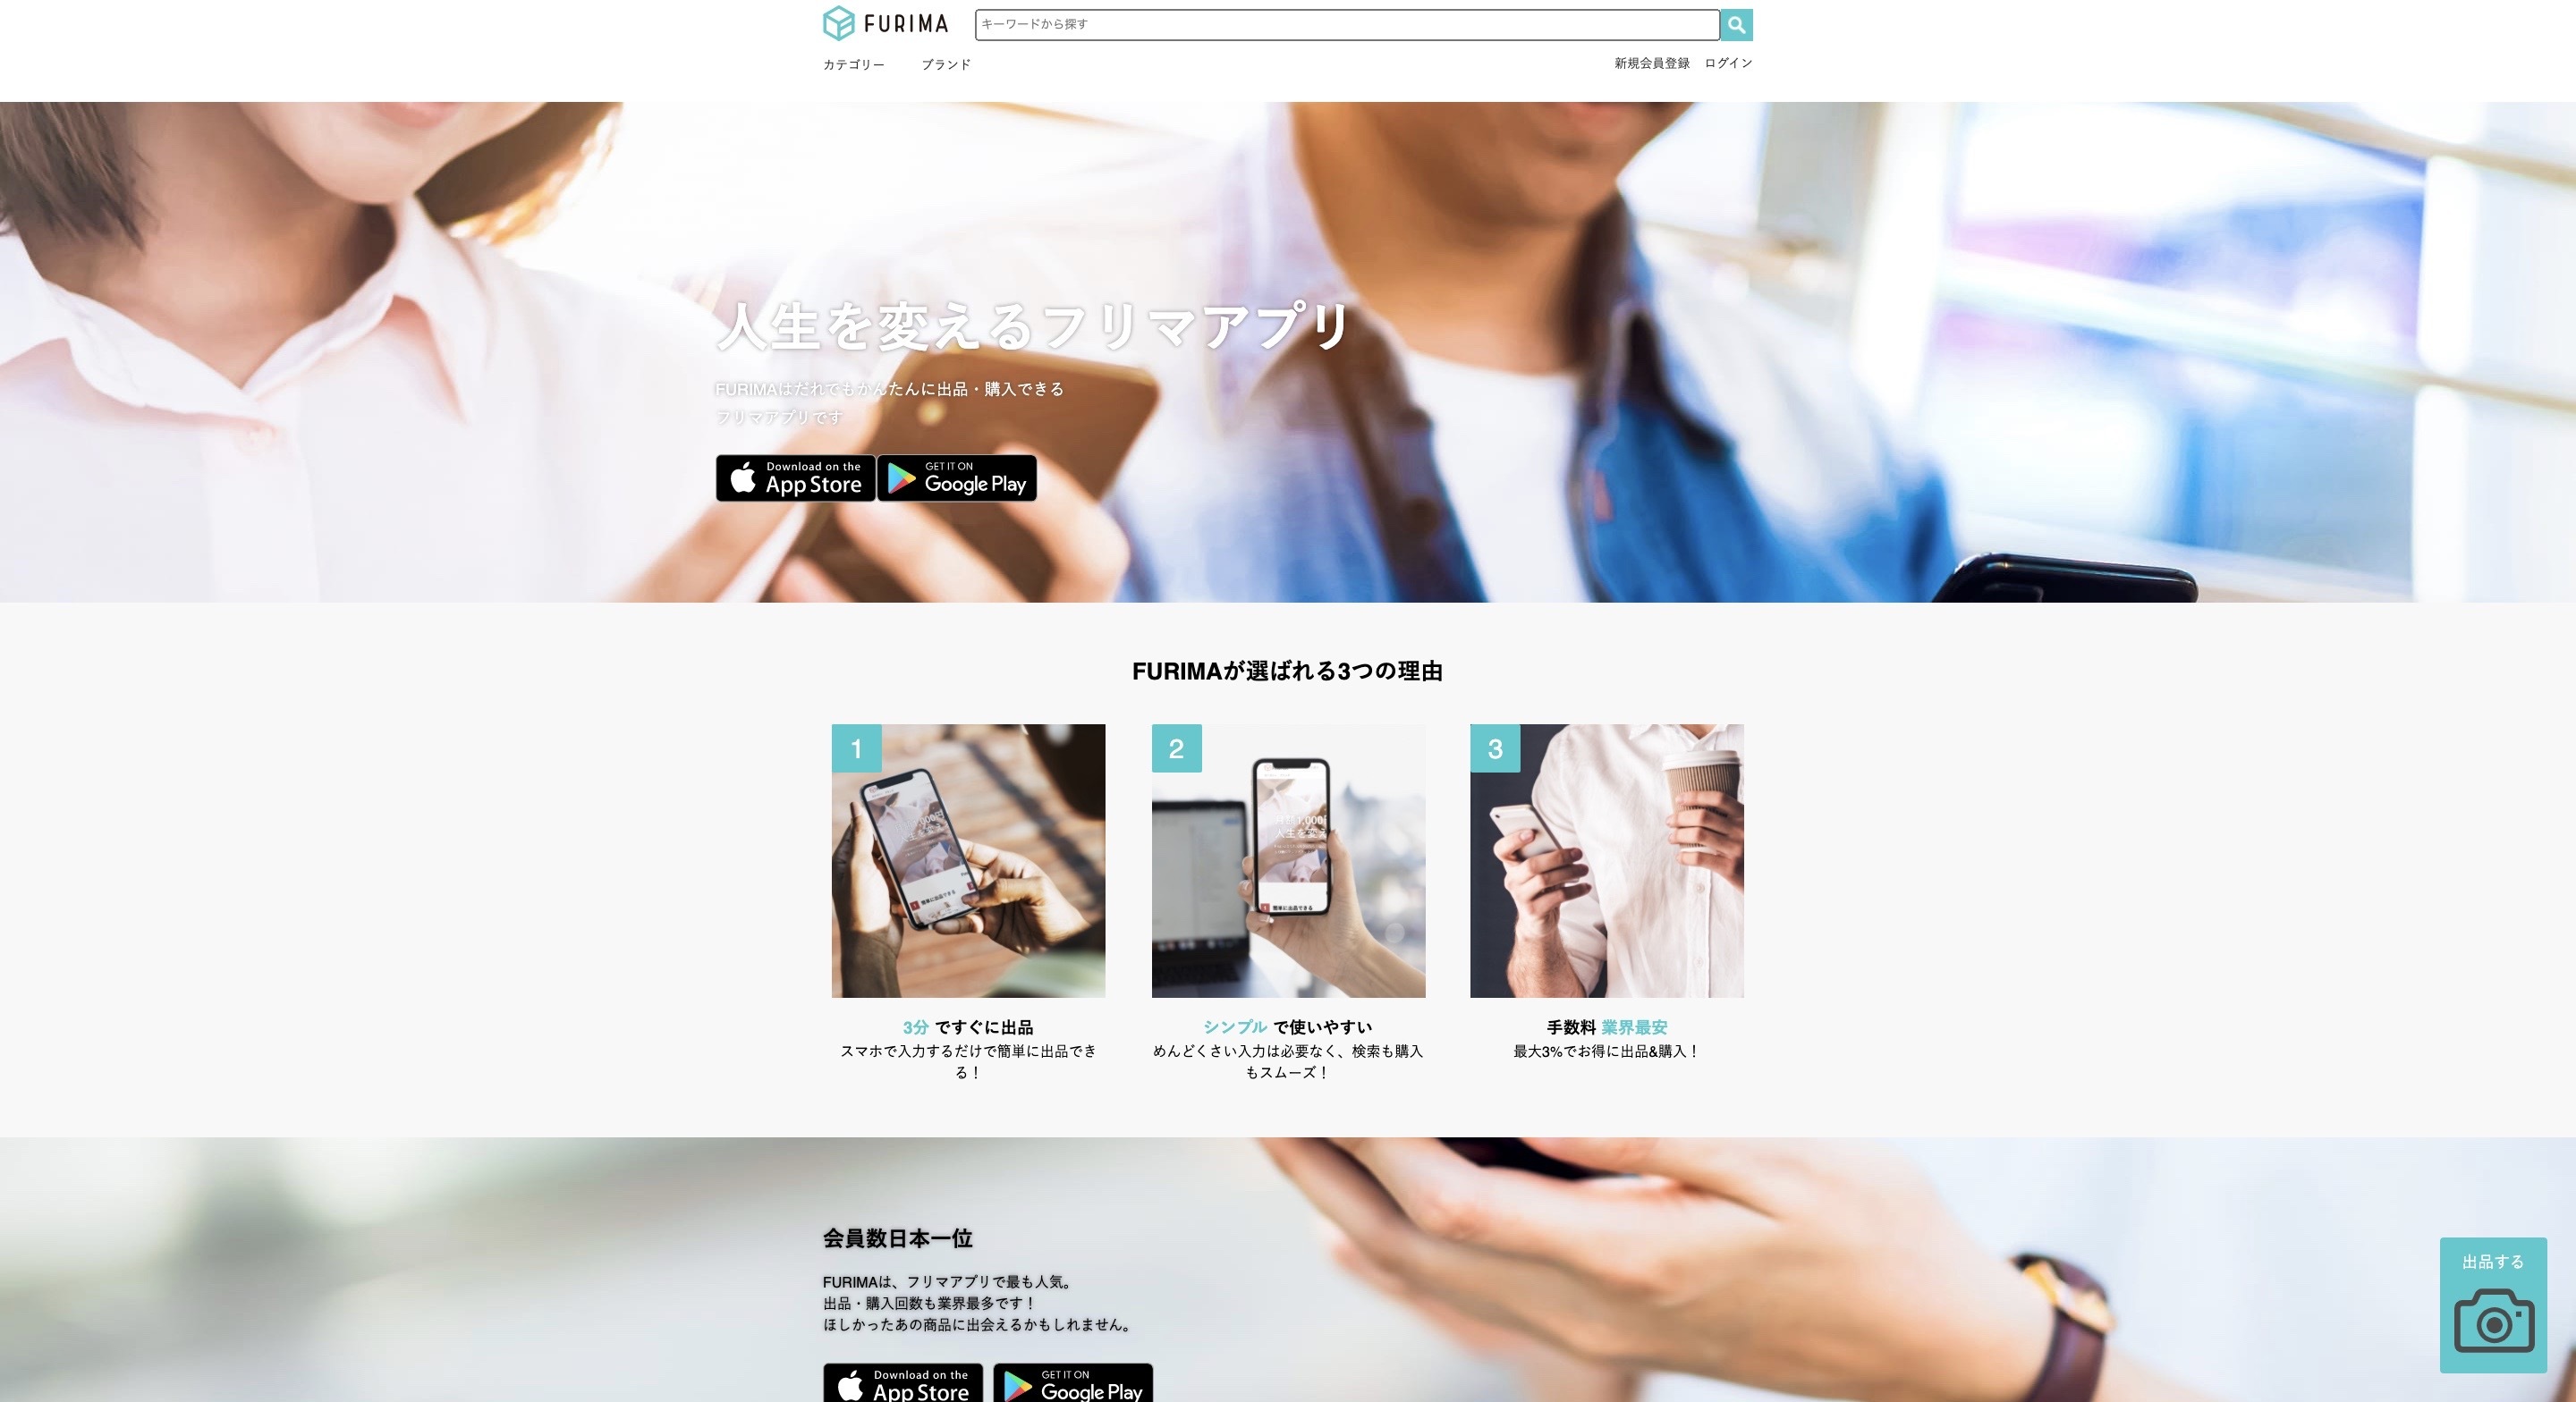 FURIMA
キーワードから探す
カテゴリー ブランド
新規会員登録 ログイン
人生を変えるフリマアプリ
FURIMAはだれでもかんたんに出品・購入できる
フリマアプリです
Download on the
App Store
GET IT ON
Google Play
FURIMAが選ばれる3つの理由
1
2
3
人生を変え
簡単に出品できる
3分 ですぐに出品
スマホで入力するだけで簡単に出品でき
る！
シンプル で使いやすい
めんどくさい入力は必要なく、検索も購入
もスムーズ！
手数料 業界最安
最大3%でお得に出品&購入！
会員数日本一位
FURIMAは、フリマアプリで最も人気。
出品・購入回数も業界最多です！
ほしかったあの商品に出会えるかもしれません。
Download on the
App Store
GET IT ON
Google Play
出品する